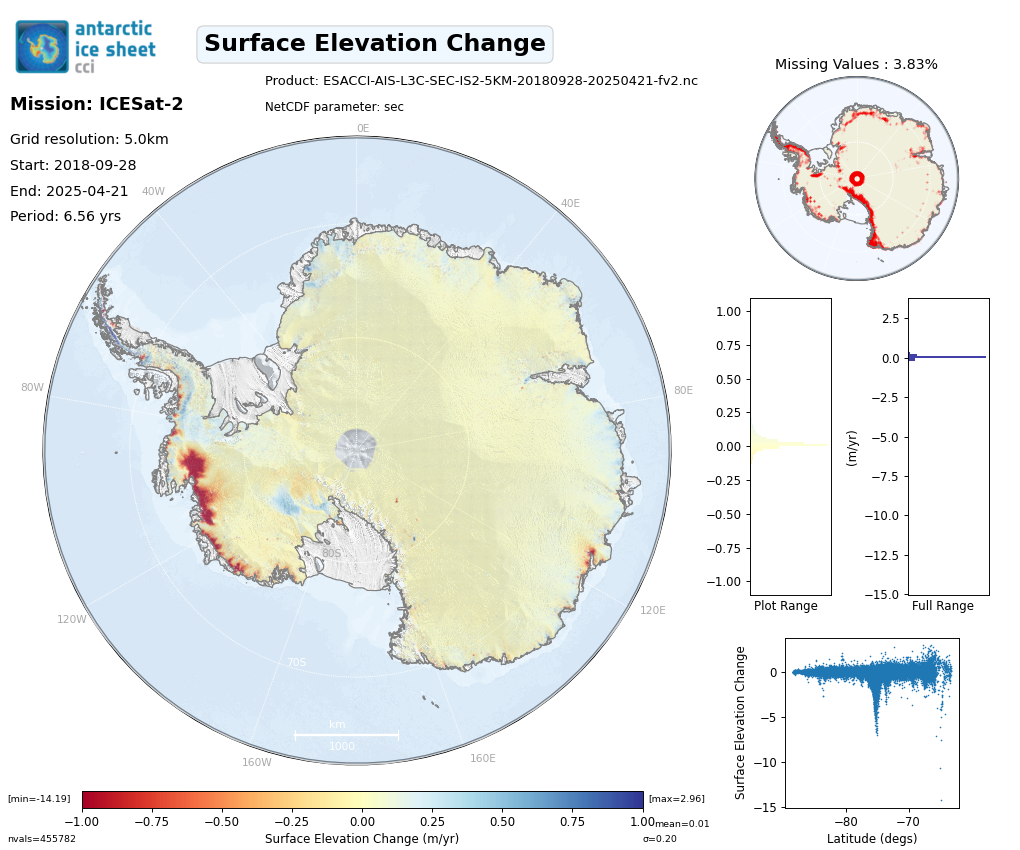 antarctic
ice sheet
cci
Surface Elevation Change
Product: ESACCI-AIS-L3C-SEC-IS2-5KM-20180928-20250421-fv2.nc
NetCDF parameter: sec
Mission: ICESat-2
Grid resolution: 5.0km
Start: 2018-09-28
End: 2025-04-21
Period: 6.56 yrs
Missing Values : 3.83%
0E
40W
40E
80W
80E
120W
120E
160W
160E
80S
70S
km
1000
1.00
0.75
0.50
0.25
0.00
−0.25
−0.50
−0.75
−1.00
Plot Range
(m/yr)
2.5
0.0
−2.5
−5.0
−7.5
−10.0
−12.5
−15.0
Full Range
Surface Elevation Change
0
−5
−10
−15
−80
−70
Latitude (degs)
[min=-14.19]
[max=2.96]
−1.00
−0.75
−0.50
−0.25
0.00
0.25
0.50
0.75
1.00
mean=0.01
nvals=455782
Surface Elevation Change (m/yr)
σ=0.20